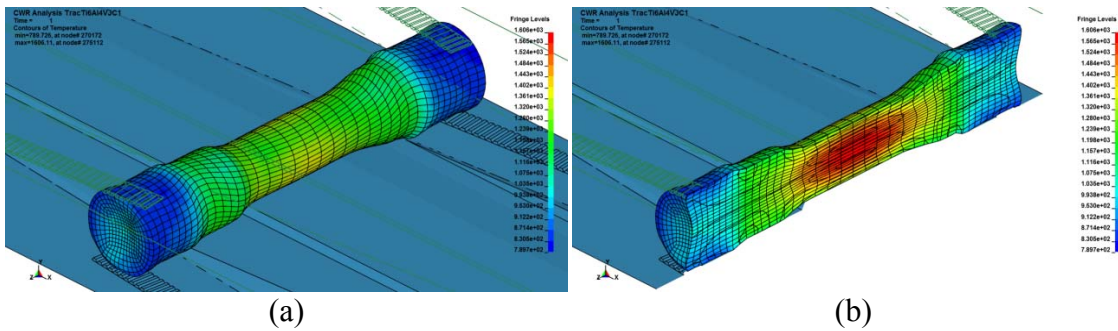 CWR Analysis TracTi6Al4VJC1
Time = 1
Contours of Temperature
min=789.726, at node# 270172
max=1606.11, at node# 270112
Fringe Levels
1.606e+03
1.565e+03
1.524e+03
1.484e+03
1.443e+03
1.402e+03
1.361e+03
1.320e+03
1.280e+03
1.239e+03
1.198e+03
1.157e+03
1.116e+03
1.075e+03
1.035e+03
9.938e+02
9.530e+02
9.122e+02
8.714e+02
8.305e+02
7.897e+02
Y
Z X
(a)
CWR Analysis TracTi6Al4VJC1
Time = 1
Contours of Temperature
min=789.726, at node# 270172
max=1606.11, at node# 270112
Fringe Levels
1.606e+03
1.565e+03
1.524e+03
1.484e+03
1.443e+03
1.402e+03
1.361e+03
1.320e+03
1.280e+03
1.239e+03
1.198e+03
1.157e+03
1.116e+03
1.075e+03
1.035e+03
9.938e+02
9.530e+02
9.122e+02
8.714e+02
8.305e+02
7.897e+02
Y
Z X
(b)